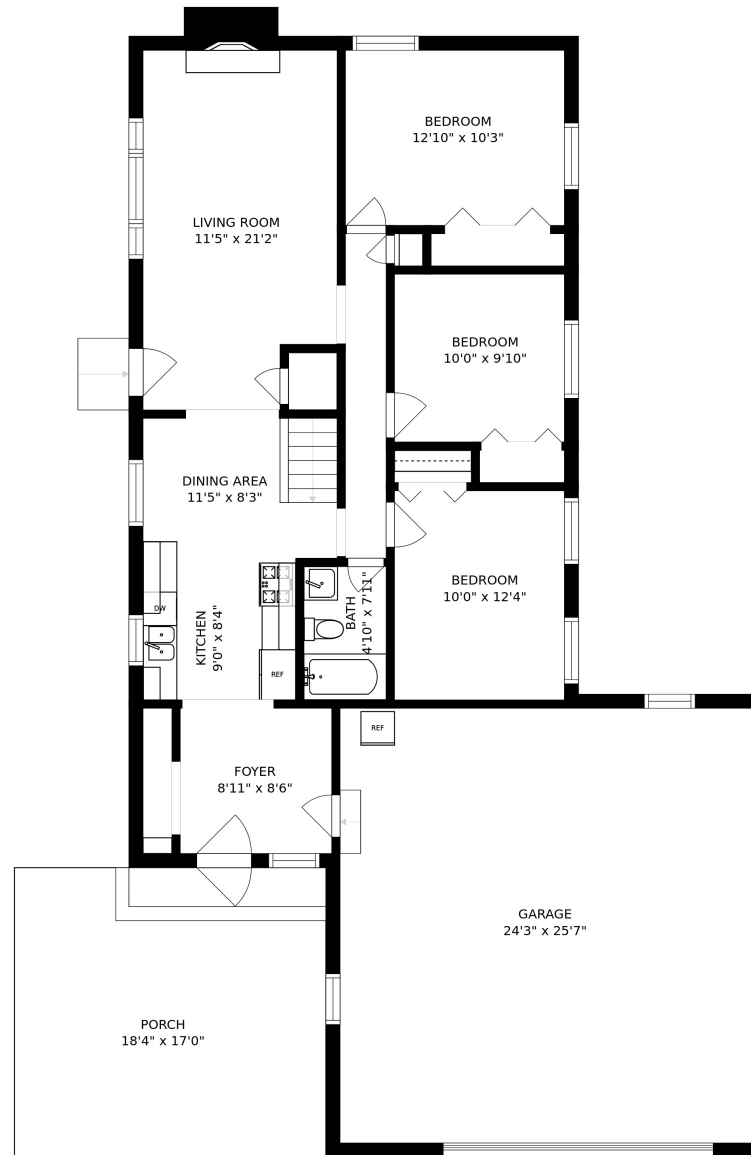 BEDROOM
12'10" x 10'3"
LIVING ROOM
11'5" x 21'2"
BEDROOM
10'0" x 9'10"
DINING AREA
11'5" x 8'3"
BEDROOM
10'0" x 12'4"
DW
KITCHEN
9'0" x 8'4"
BATH
4'10" x 7'11"
REF
REF
FOYER
8'11" x 8'6"
GARAGE
24'3" x 25'7"
PORCH
18'4" x 17'0"